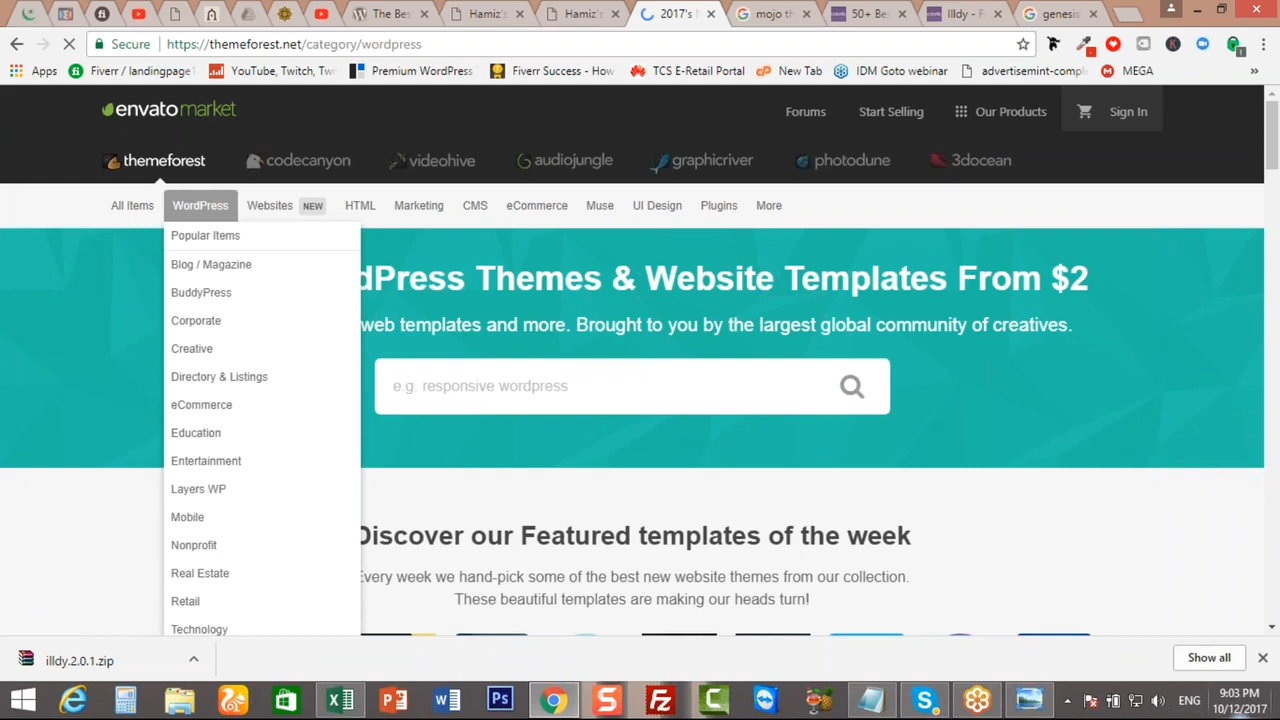 The Bes
Hamiz's
Hamiz's
2017's
mojo th
50+ Be
Illdy - F
genesis
Secure
https://themeforest.net/category/wordpress
Apps
Fiverr / landingpage
YouTube, Twitch, Twi
Premium WordPress
Fiverr Success - How
TCS E-Retail Portal
New Tab
IDM Goto webinar
advertisemint-comple
MEGA
»
envatomarket
Forums
Start Selling
Our Products
Sign In
themeforest
codecanyon
videohive
audiojungle
graphicriver
photodune
3docean
All Items
WordPress
Websites
NEW
HTML
Marketing
CMS
eCommerce
Muse
UI Design
Plugins
More
Popular Items
Blog / Magazine
BuddyPress
Corporate
Creative
Directory & Listings
eCommerce
Education
Entertainment
Layers WP
Mobile
Nonprofit
Real Estate
Retail
Technology
dPress Themes & Website Templates From $2
web templates and more. Brought to you by the largest global community of creatives.
e.g. responsive wordpress
Discover our Featured templates of the week
Every week we hand-pick some of the best new website themes from our collection.
These beautiful templates are making our heads turn!
illdy.2.0.1.zip
Show all
ENG
9:03 PM
10/12/2017